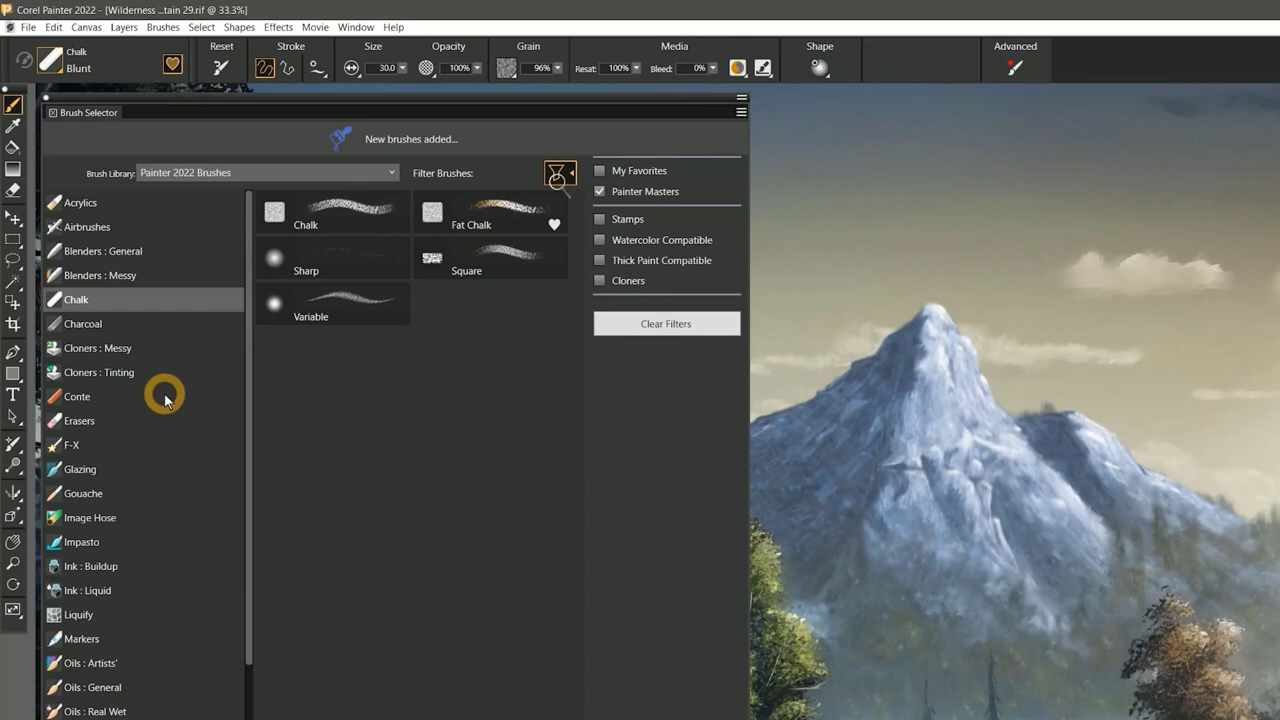 Corel Painter 2022 - [Wilderness ...tain 29.rif @ 33.3%]
File Edit Canvas Layers Brushes Select Shapes Effects Movie Window Help
Chalk
Blunt
Reset
Stroke
Size
30.0
Opacity
100%
Grain
96%
Media
Resat: 100%
Bleed: 0%
Shape
Advanced
Brush Selector
New brushes added...
Brush Library: Painter 2022 Brushes
Filter Brushes:
Acrylics
Airbrushes
Blenders : General
Blenders : Messy
Chalk
Charcoal
Cloners : Messy
Cloners : Tinting
Conte
Erasers
F-X
Glazing
Gouache
Image Hose
Impasto
Ink : Buildup
Ink : Liquid
Liquify
Markers
Oils : Artists'
Oils : General
Oils : Real Wet
Chalk
Fat Chalk
Sharp
Square
Variable
My Favorites
Painter Masters
Stamps
Watercolor Compatible
Thick Paint Compatible
Cloners
Clear Filters
T